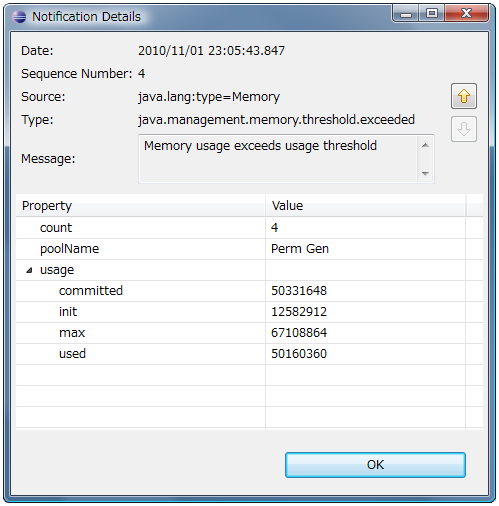 Notification Details
Date: 2010/11/01 23:05:43.847
Sequence Number: 4
Source: java.lang:type=Memory
Type: java.management.memory.threshold.exceeded
Message: Memory usage exceeds usage threshold
Property Value
count 4
poolName Perm Gen
usage
committed 50331648
init 12582912
max 67108864
used 50160360
OK